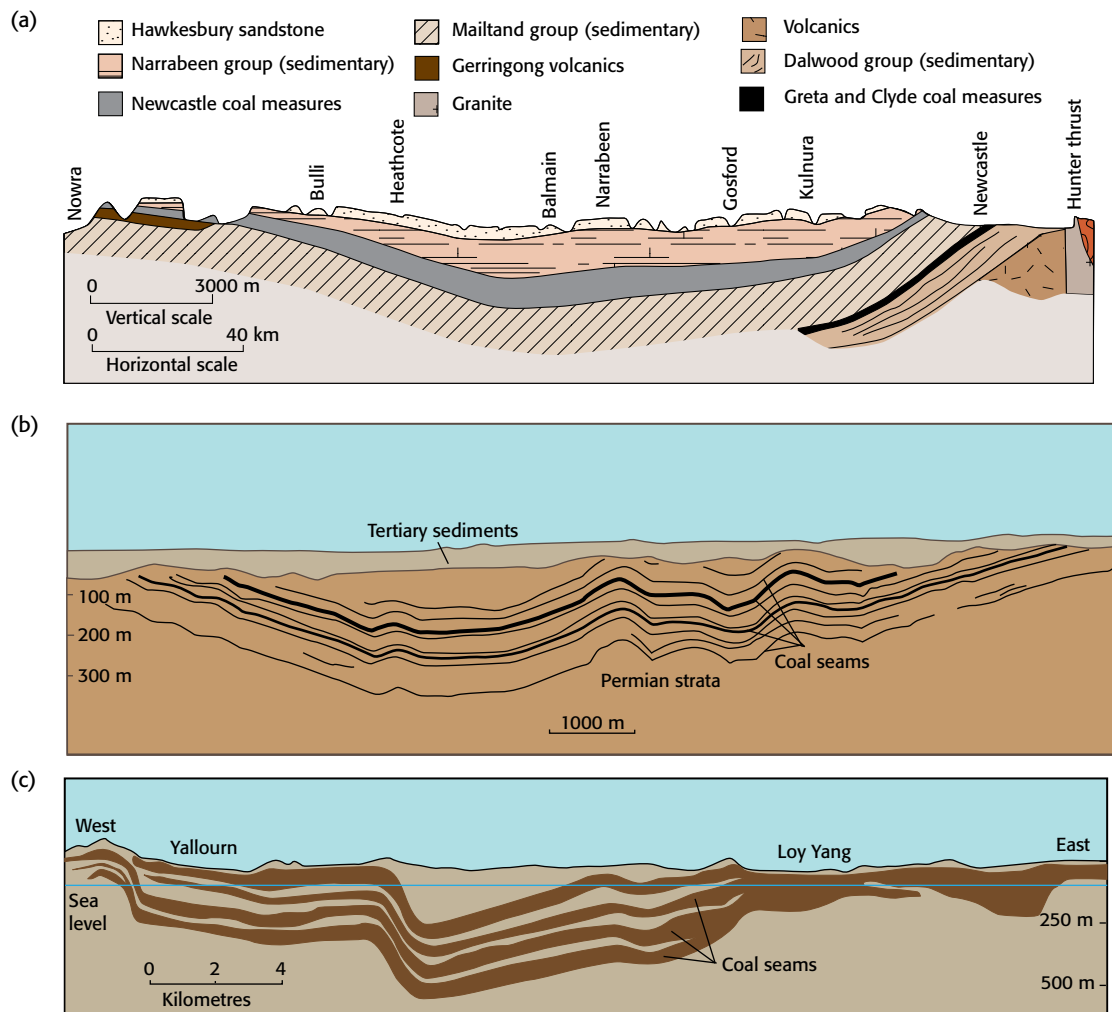 (a)
Hawkesbury sandstone
Narrabeen group (sedimentary)
Newcastle coal measures
Mailtand group (sedimentary)
Gerringong volcanics
Granite
Volcanics
Dalwood group (sedimentary)
Greta and Clyde coal measures
Nowra
Bulli
Heathcote
Balmain
Narrabeen
Gosford
Kulnura
Newcastle
Hunter thrust
0 3000 m
Vertical scale
0 40 km
Horizontal scale
(b)
Tertiary sediments
100 m
200 m
300 m
Coal seams
Permian strata
1000 m
(c)
West
Yallourn
Loy Yang
East
Sea
level
250 m
Coal seams
0 2 4
Kilometres
500 m